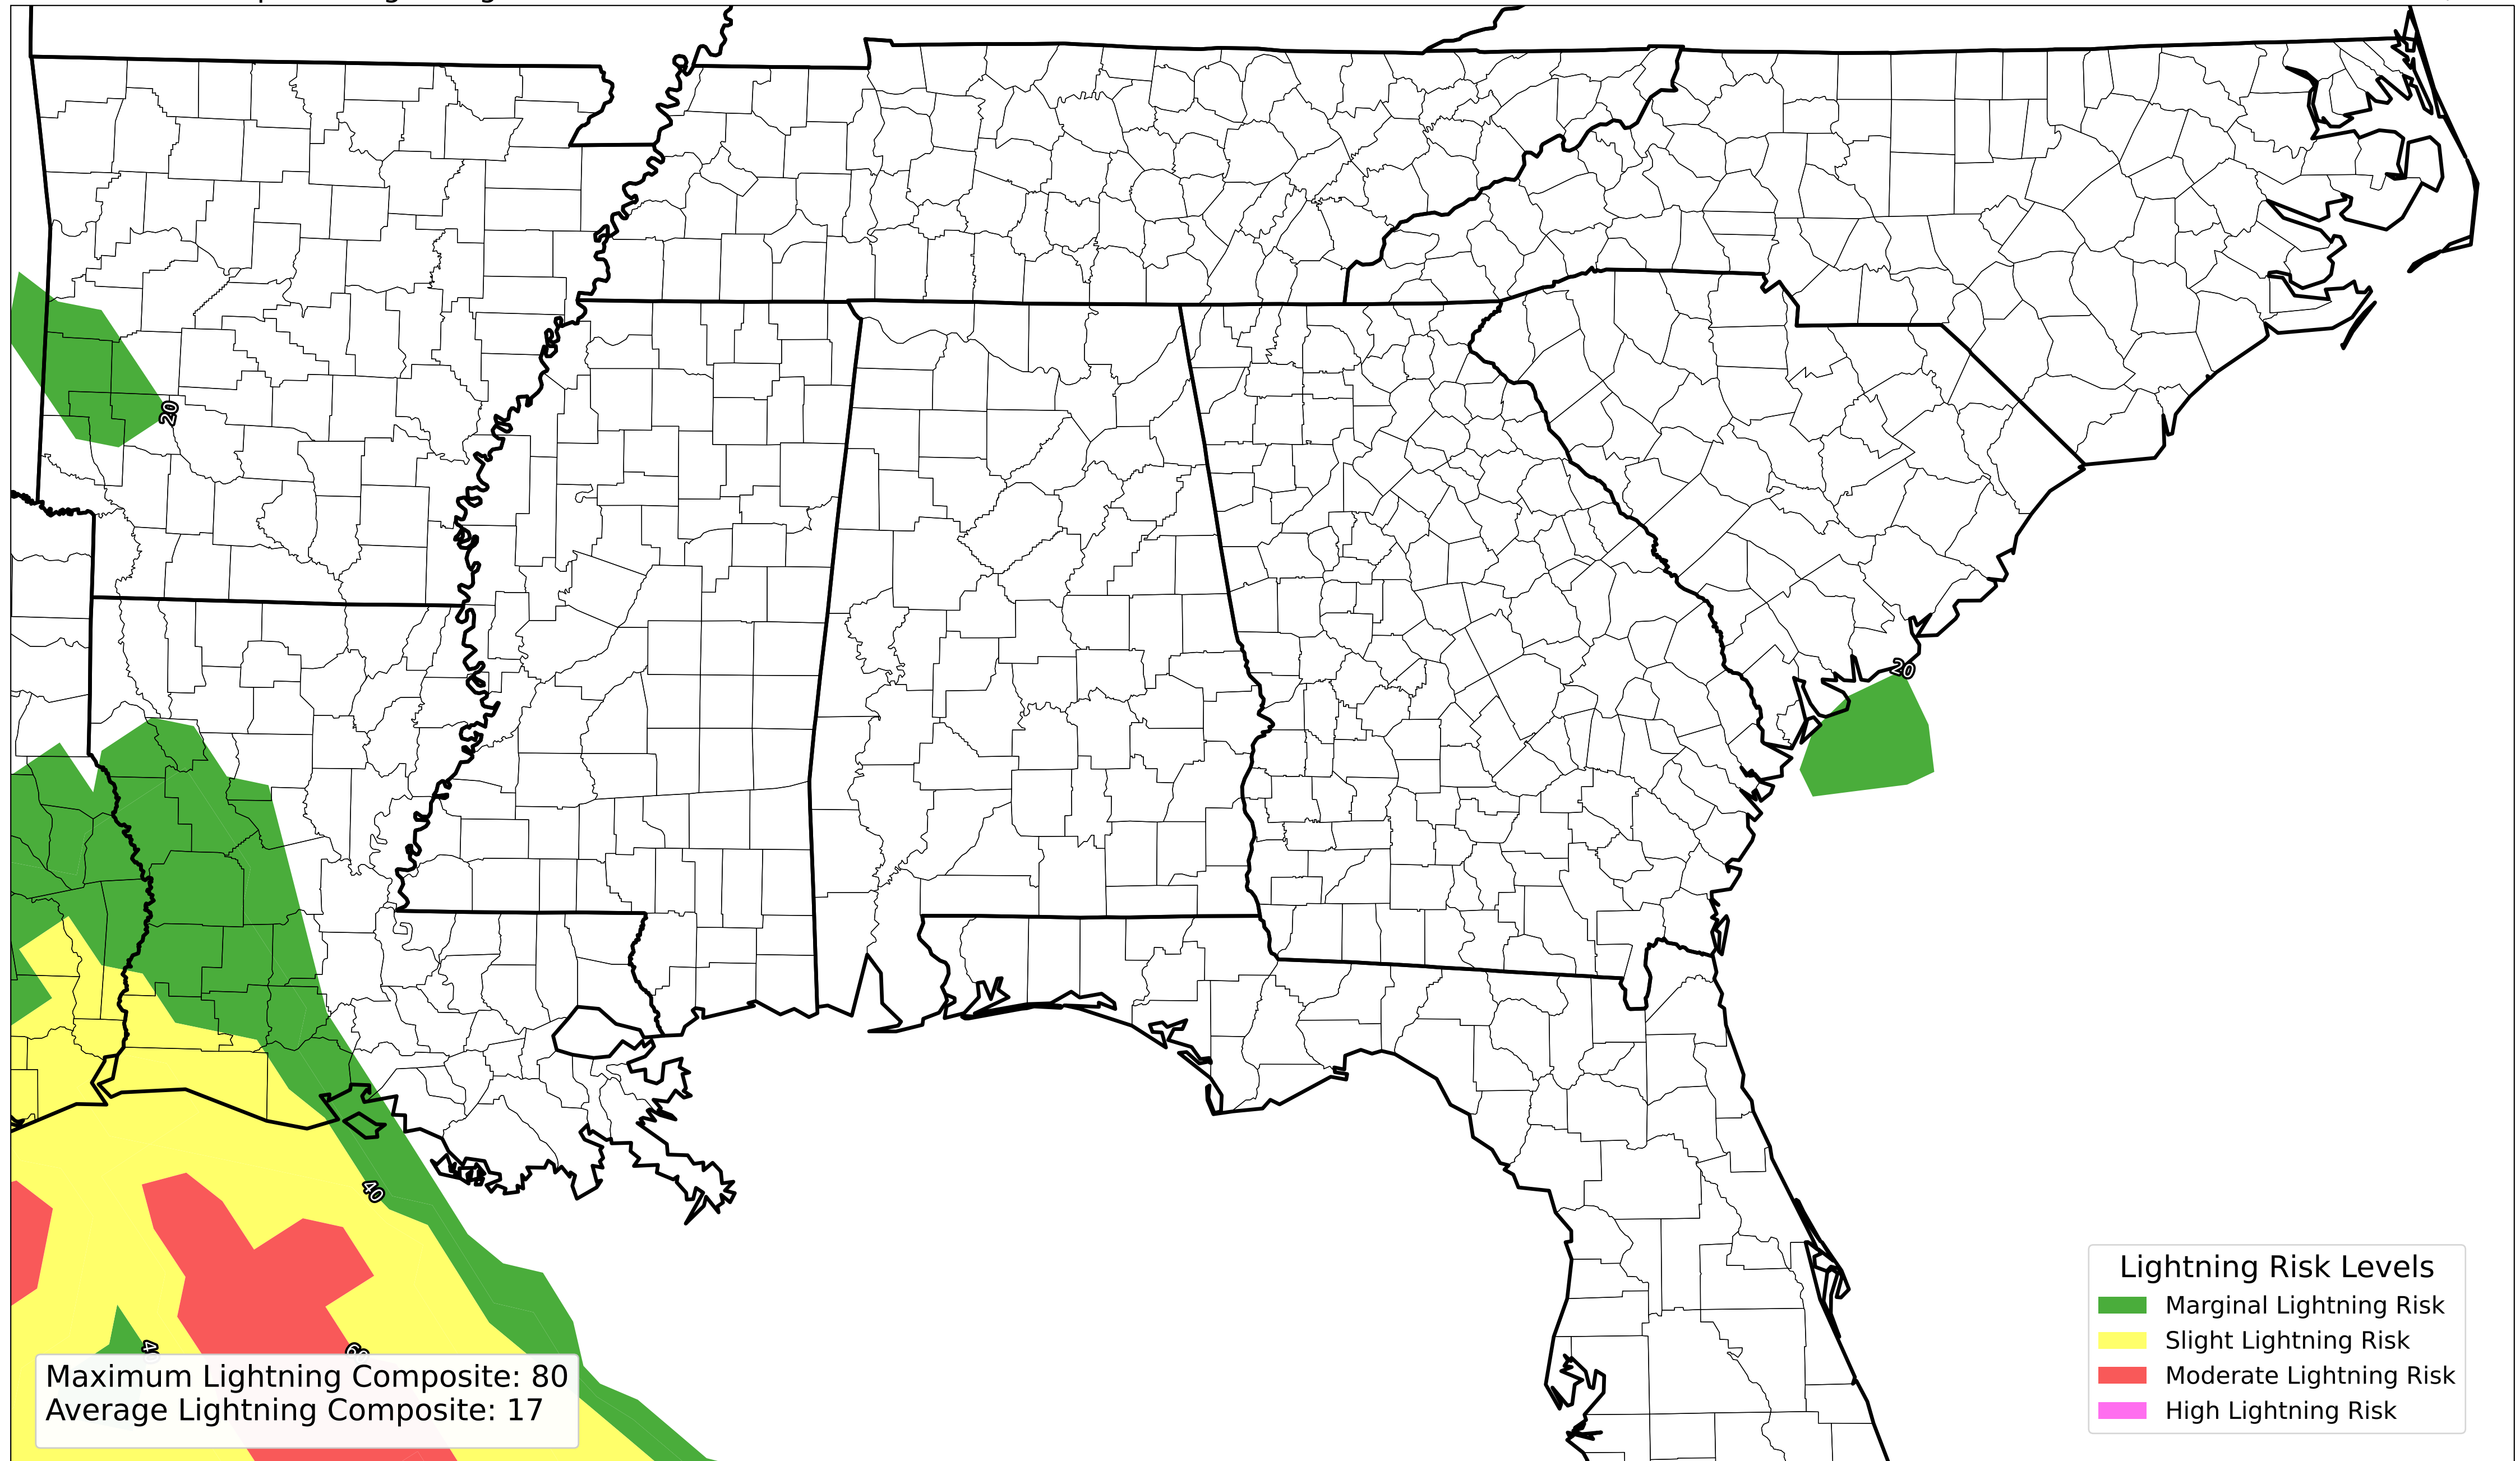 20
20
40
40
Maximum Lightning Composite: 80
Average Lightning Composite: 17
Lightning Risk Levels
Marginal Lightning Risk
Slight Lightning Risk
Moderate Lightning Risk
High Lightning Risk